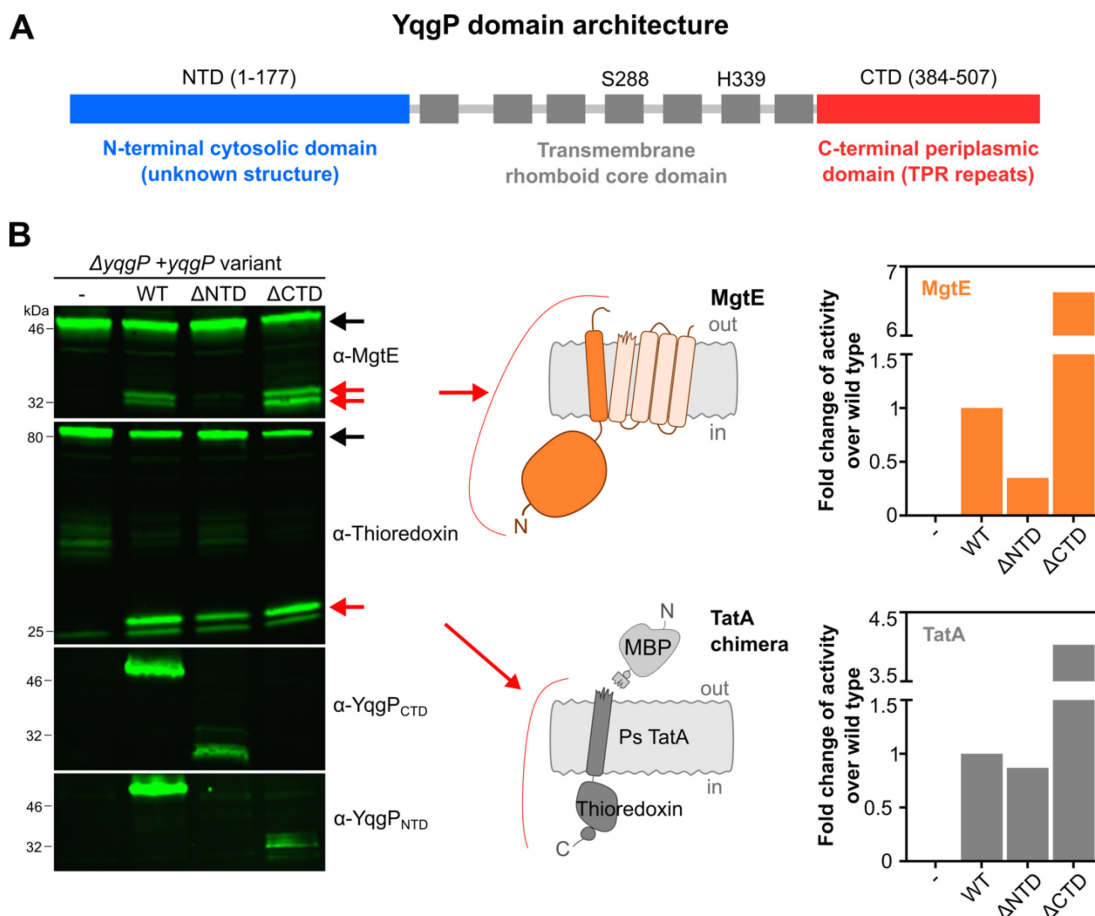 A
YqgP domain architecture
NTD (1-177)
S288
H339
CTD (384-507)
N-terminal cytosolic domain
(unknown structure)
Transmembrane
rhomboid core domain
C-terminal periplasmic
domain (TPR repeats)
B
ΔyqgP +yqgP variant
- WT ΔNTD ΔCTD
kDa
46
α-MgtE
32
80
α-Thioredoxin
25
46
α-YqgPCTD
32
46
α-YqgPNTD
32
MgtE
out
in
N
N
MBP
TatA
chimera
out
Ps TatA
in
Thioredoxin
C
Fold change of activity
over wild type
7
MgtE
6
1.5
1
0.5
0
- WT ΔNTD ΔCTD
Fold change of activity
over wild type
4.5
TatA
3.5
1.5
1
0.5
0
- WT ΔNTD ΔCTD